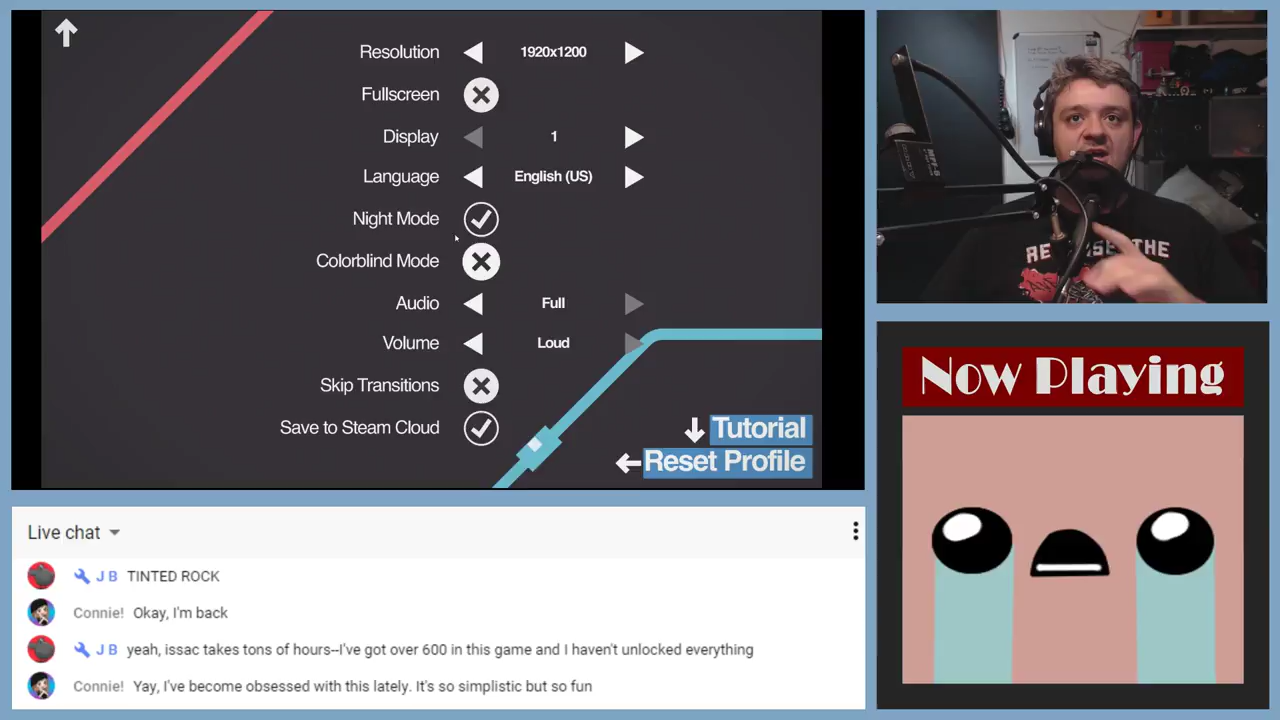 Resolution 1920x1200
Fullscreen
Display 1
Language English (US)
Night Mode
Colorblind Mode
Audio Full
Volume Loud
Skip Transitions
Save to Steam Cloud
Tutorial
Reset Profile
Now Playing
Live chat
J B TINTED ROCK
Connie! Okay, I'm back
J B yeah, issac takes tons of hours--I've got over 600 in this game and I haven't unlocked everything
Connie! Yay, I've become obsessed with this lately. It's so simplistic but so fun